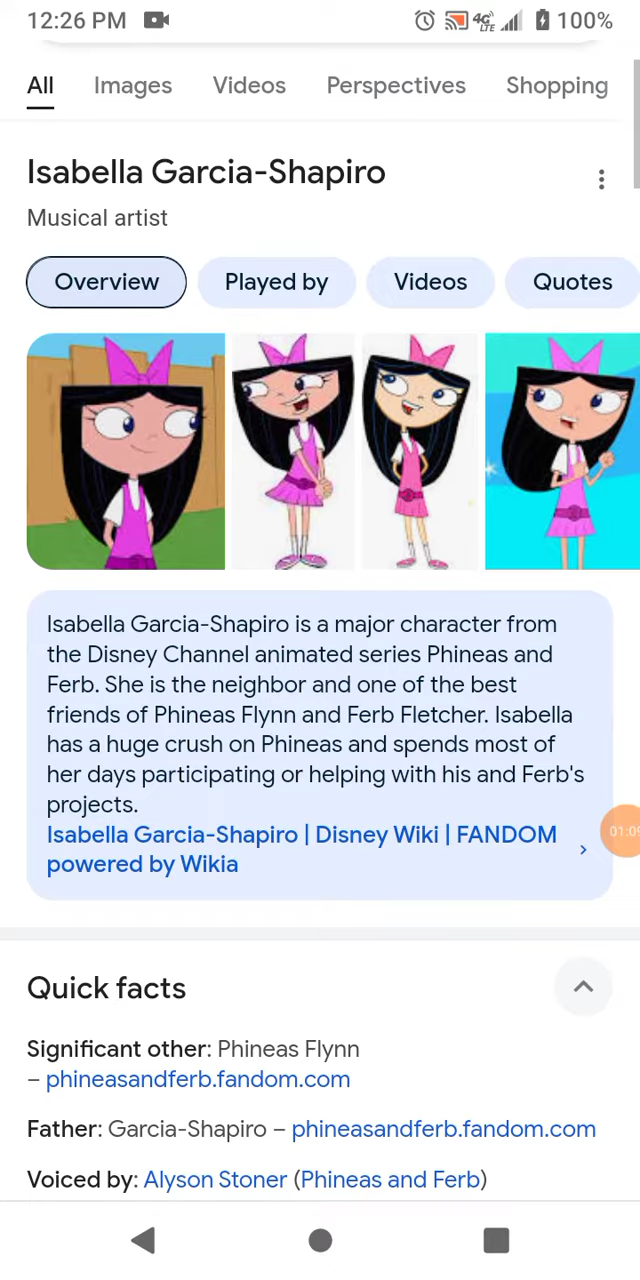 12:26 PM 4G LTE 100%
All Images Videos Perspectives Shopping
Isabella Garcia-Shapiro
Musical artist
Overview Played by Videos Quotes
Isabella Garcia-Shapiro is a major character from
the Disney Channel animated series Phineas and
Ferb. She is the neighbor and one of the best
friends of Phineas Flynn and Ferb Fletcher. Isabella
has a huge crush on Phineas and spends most of
her days participating or helping with his and Ferb's
projects.
Isabella Garcia-Shapiro | Disney Wiki | FANDOM
powered by Wikia
01:09
Quick facts
Significant other: Phineas Flynn
– phineasandferb.fandom.com
Father: Garcia-Shapiro – phineasandferb.fandom.com
Voiced by: Alyson Stoner (Phineas and Ferb)